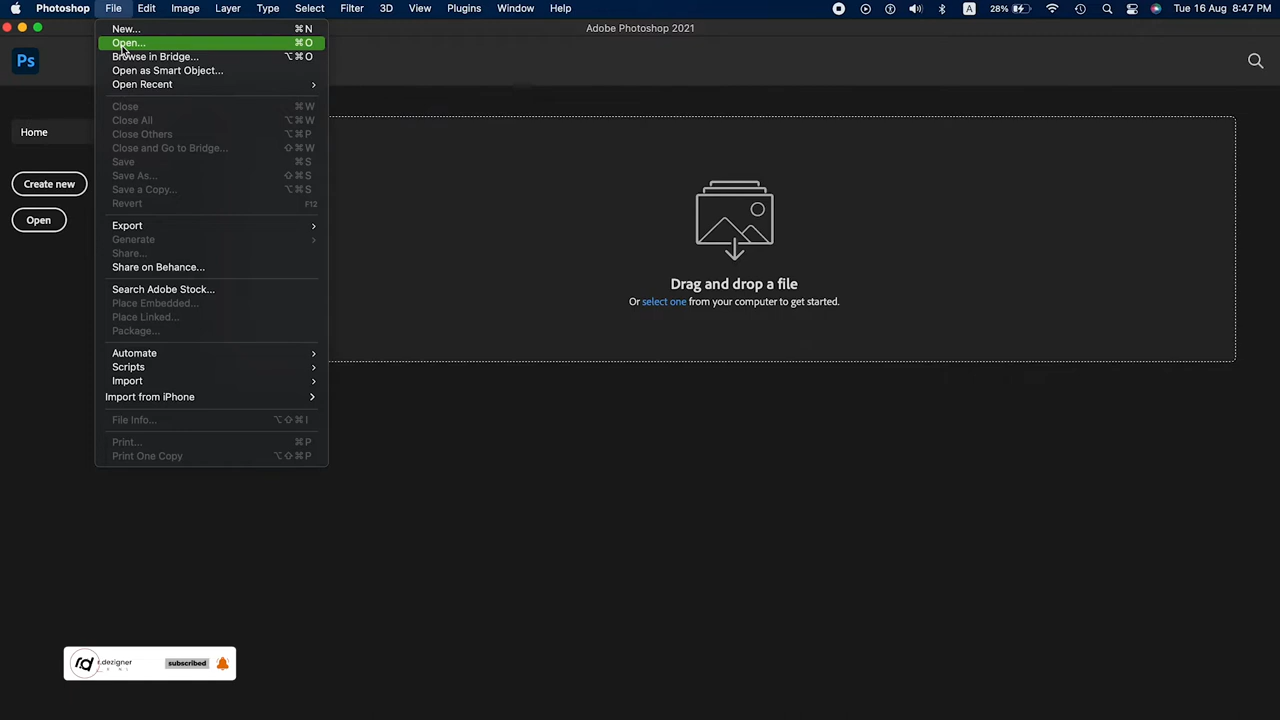 Photoshop File Edit Image Layer Type Select Filter 3D View Plugins Window Help A 28% Tue 16 Aug 8:47 PM
Adobe Photoshop 2021
Ps
New... ⌘N
Open... ⌘O
Browse in Bridge... ⌥⌘O
Open as Smart Object...
Open Recent >
Close ⌘W
Close All ⌥⌘W
Close Others ⌥⌘P
Close and Go to Bridge... ⇧⌘W
Save ⌘S
Save As... ⇧⌘S
Save a Copy... ⌥⌘S
Revert F12
Export >
Generate >
Share...
Share on Behance...
Search Adobe Stock...
Place Embedded...
Place Linked...
Package...
Automate >
Scripts >
Import >
Import from iPhone >
File Info... ⌥⇧⌘I
Print... ⌘P
Print One Copy ⌥⇧⌘P
Home
Create new
Open
Drag and drop a file
Or select one from your computer to get started.
rd r.dezigner
subscribed